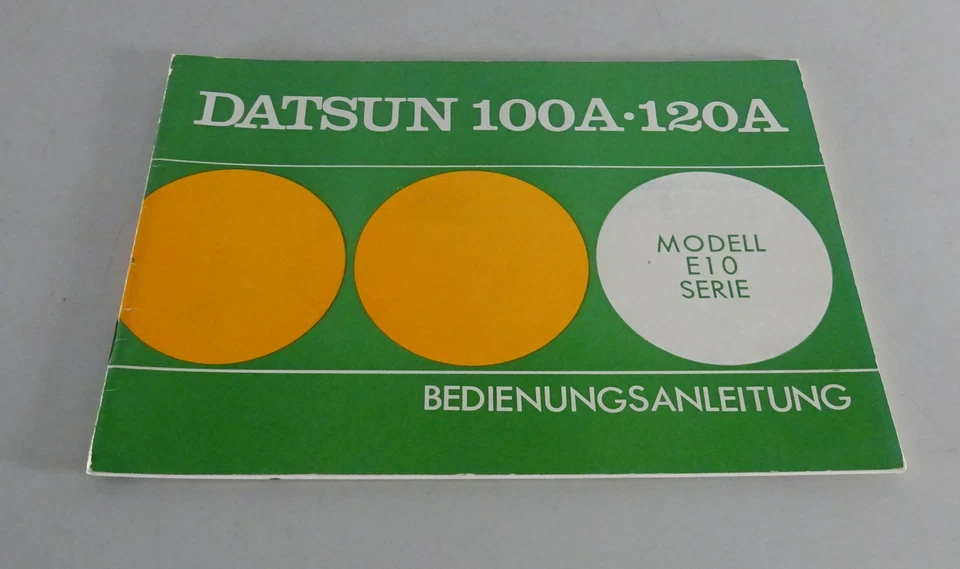 DATSUN 100A·120A
MODELL
E10
SERIE
BEDIENUNGSANLEITUNG